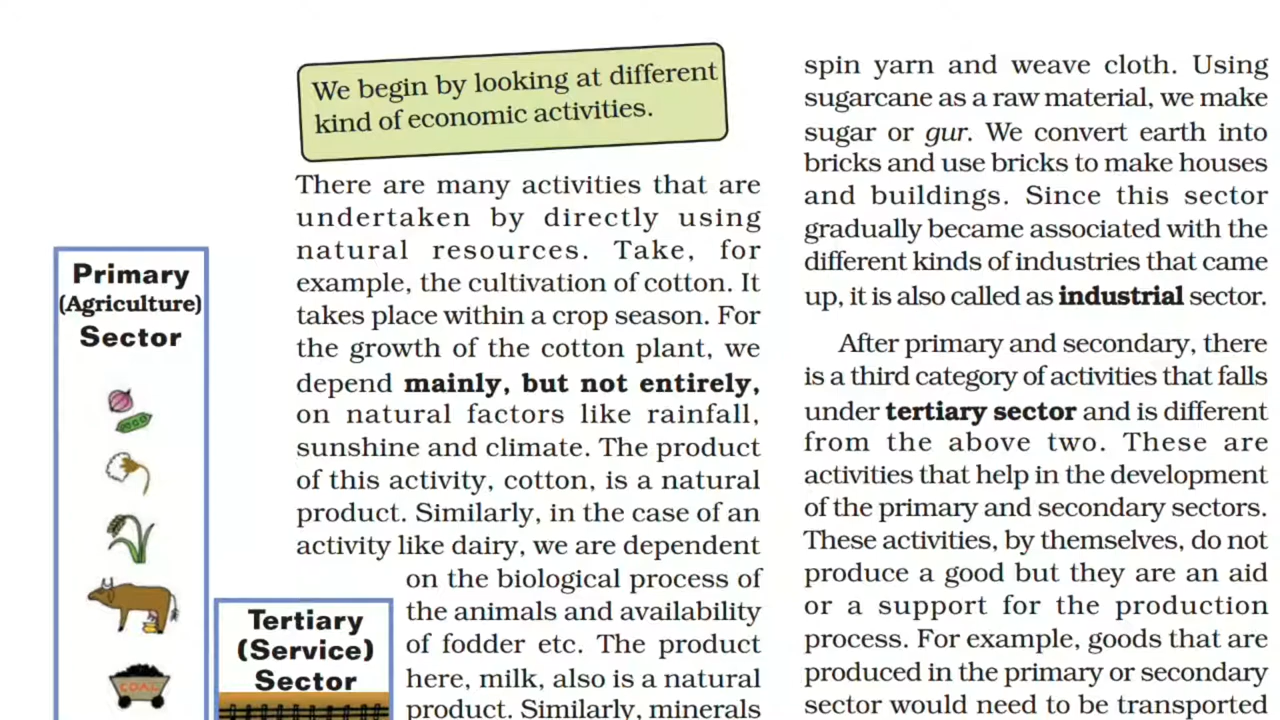 We begin by looking at different
kind of economic activities.
There are many activities that are
undertaken by directly using
natural resources. Take, for
example, the cultivation of cotton. It
takes place within a crop season. For
the growth of the cotton plant, we
depend mainly, but not entirely,
on natural factors like rainfall,
sunshine and climate. The product
of this activity, cotton, is a natural
product. Similarly, in the case of an
activity like dairy, we are dependent
on the biological process of
the animals and availability
of fodder etc. The product
here, milk, also is a natural
product. Similarly, minerals
Primary
(Agriculture)
Sector
COAL
Tertiary
(Service)
Sector
spin yarn and weave cloth. Using
sugarcane as a raw material, we make
sugar or gur. We convert earth into
bricks and use bricks to make houses
and buildings. Since this sector
gradually became associated with the
different kinds of industries that came
up, it is also called as industrial sector.
After primary and secondary, there
is a third category of activities that falls
under tertiary sector and is different
from the above two. These are
activities that help in the development
of the primary and secondary sectors.
These activities, by themselves, do not
produce a good but they are an aid
or a support for the production
process. For example, goods that are
produced in the primary or secondary
sector would need to be transported